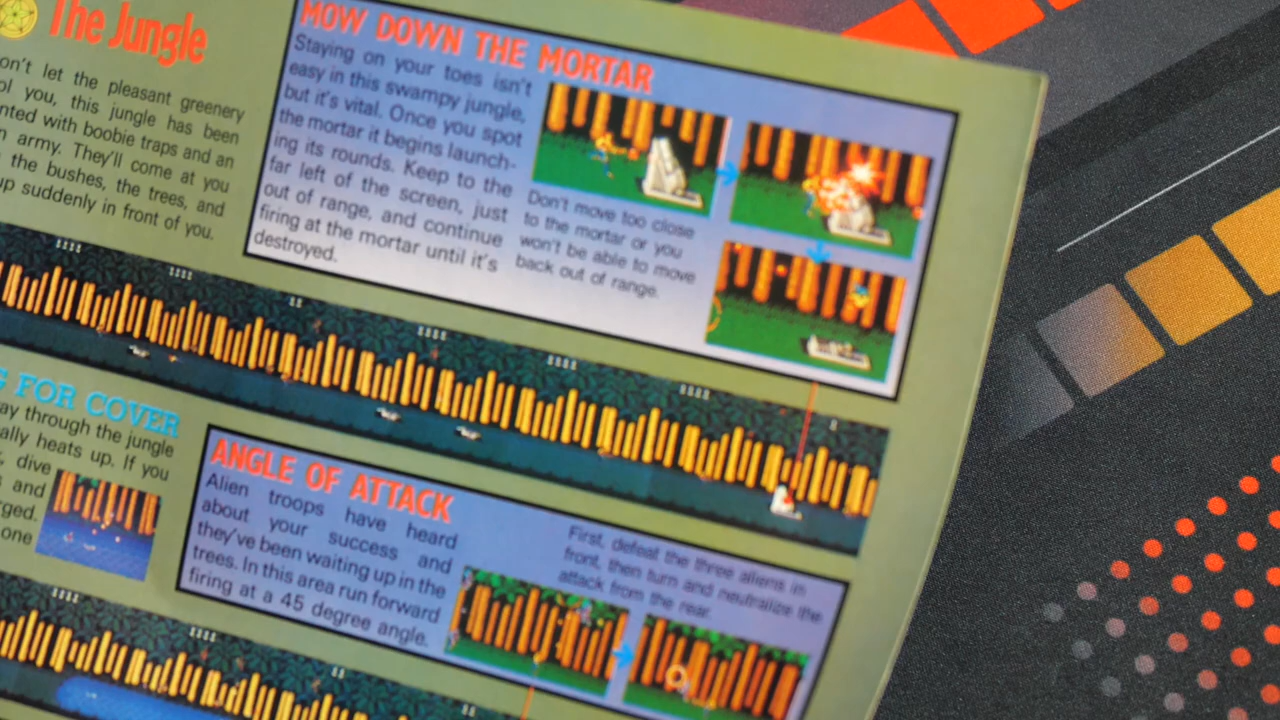 The Jungle
on't let the pleasant greenery
ol you, this jungle has been
nted with boobie traps and an
n army. They'll come at you
the bushes, the trees, and
up suddenly in front of you.
MOW DOWN THE MORTAR
Staying on your toes isn't
easy in this swampy jungle,
but it's vital. Once you spot
the mortar it begins launch-
ing its rounds. Keep to the
far left of the screen, just
out of range, and continue
firing at the mortar until it's
destroyed.
Don't move too close
to the mortar or you
won't be able to move
back out of range.
G FOR COVER
ay through the jungle
ally heats up. If you
, dive
s and
rged.
one
ANGLE OF ATTACK
Alien troops have heard
about your success and
they've been waiting up in the
trees. In this area run forward
firing at a 45 degree angle.
First, defeat the three aliens in
front, then turn and neutralize the
attack from the rear.